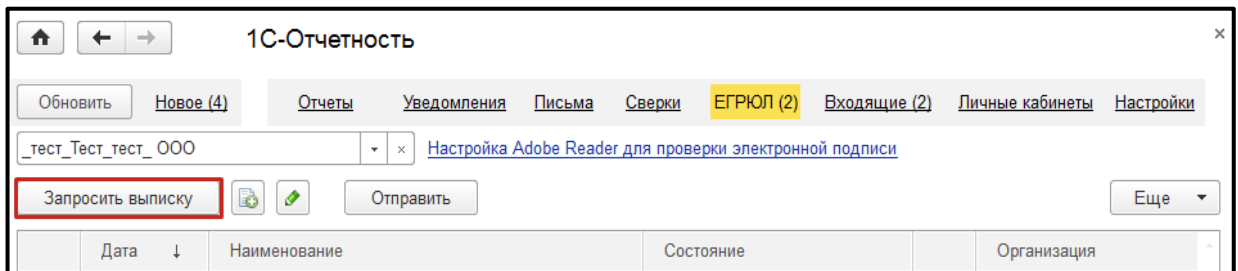 1С-Отчетность
Обновить Новое (4) Отчеты Уведомления Письма Сверки ЕГРЮЛ (2) Входящие (2) Личные кабинеты Настройки
_тест_Тест_тест_ ООО Настройка Adobe Reader для проверки электронной подписи
Запросить выписку Отправить Еще
Дата ↓ Наименование Состояние Организация